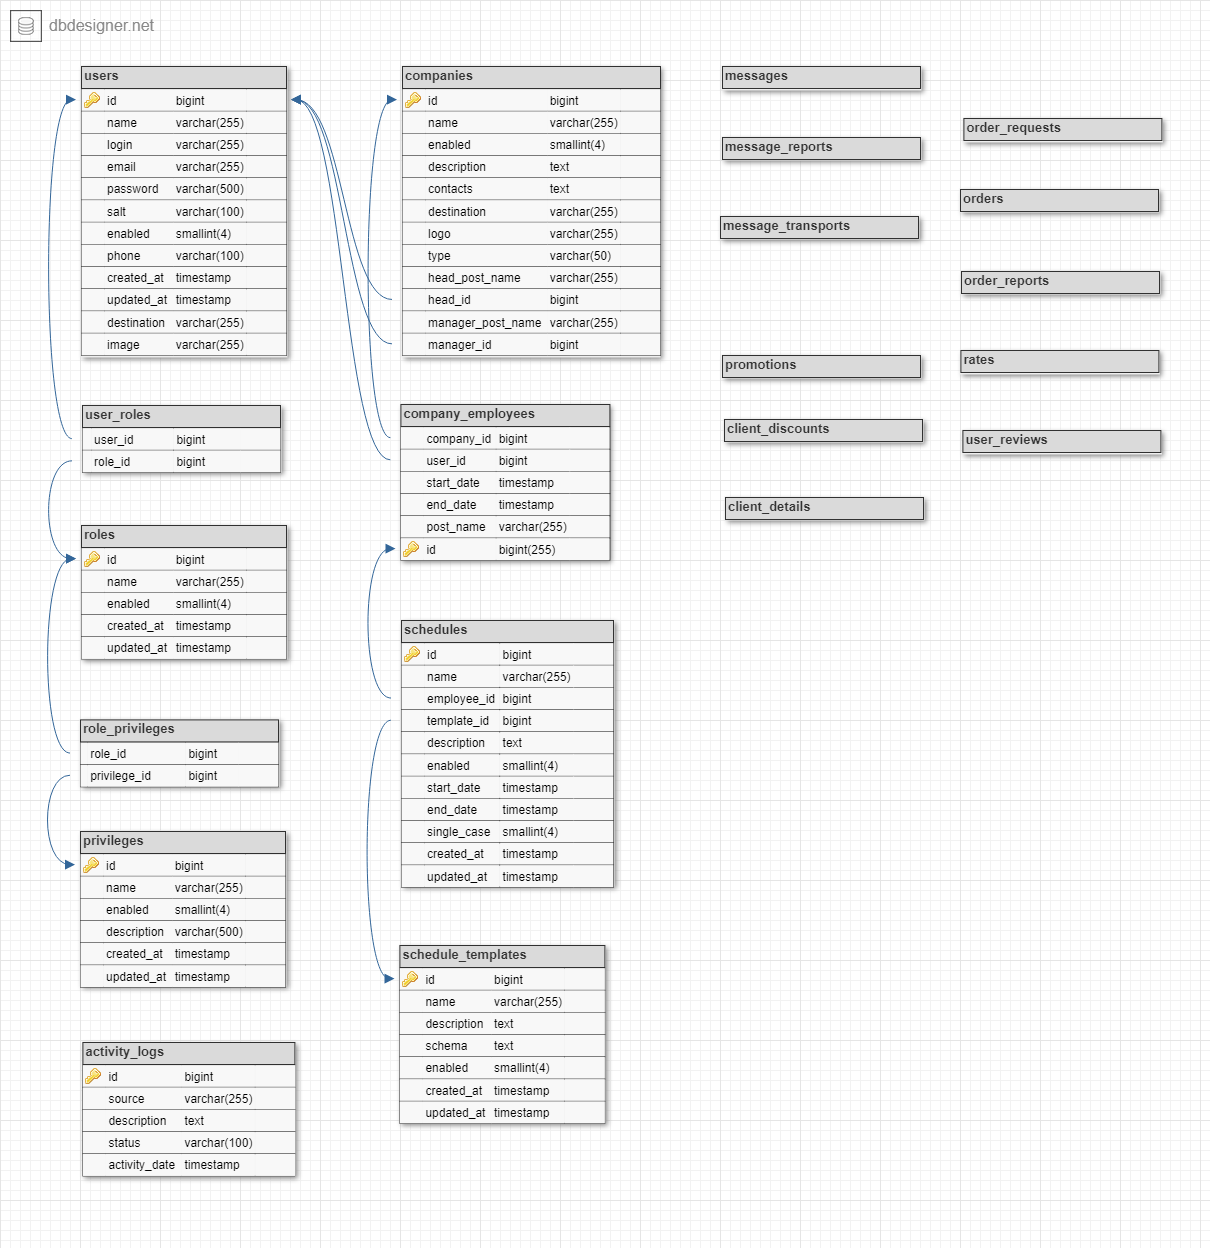 dbdesigner.net
users
id bigint
name varchar(255)
login varchar(255)
email varchar(255)
password varchar(500)
salt varchar(100)
enabled smallint(4)
phone varchar(100)
created_at timestamp
updated_at timestamp
destination varchar(255)
image varchar(255)
user_roles
user_id bigint
role_id bigint
roles
id bigint
name varchar(255)
enabled smallint(4)
created_at timestamp
updated_at timestamp
role_privileges
role_id bigint
privilege_id bigint
privileges
id bigint
name varchar(255)
enabled smallint(4)
description varchar(500)
created_at timestamp
updated_at timestamp
activity_logs
id bigint
source varchar(255)
description text
status varchar(100)
activity_date timestamp
companies
id bigint
name varchar(255)
enabled smallint(4)
description text
contacts text
destination varchar(255)
logo varchar(255)
type varchar(50)
head_post_name varchar(255)
head_id bigint
manager_post_name varchar(255)
manager_id bigint
company_employees
company_id bigint
user_id bigint
start_date timestamp
end_date timestamp
post_name varchar(255)
id bigint(255)
schedules
id bigint
name varchar(255)
employee_id bigint
template_id bigint
description text
enabled smallint(4)
start_date timestamp
end_date timestamp
single_case smallint(4)
created_at timestamp
updated_at timestamp
schedule_templates
id bigint
name varchar(255)
description text
schema text
enabled smallint(4)
created_at timestamp
updated_at timestamp
messages
message_reports
message_transports
promotions
client_discounts
client_details
order_requests
orders
order_reports
rates
user_reviews